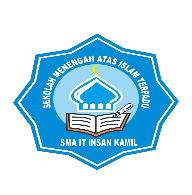 SEKOLAH MENENGAH ATAS ISLAM TERPADU
SMA IT INSAN KAMIL